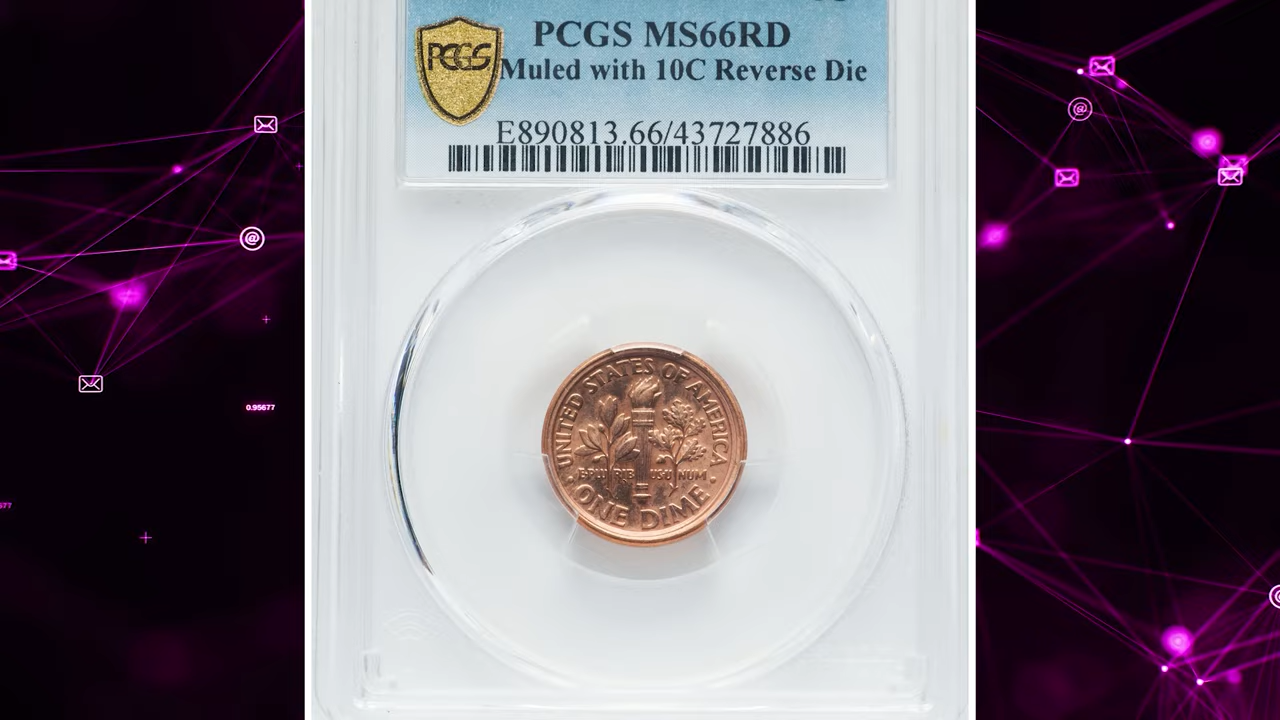 PCGS MS66RD
PCGS
Muled with 10C Reverse Die
E890813.66/43727886
UNITED STATES OF AMERICA
E PLURIBUS UNUM
ONE DIME
@
@
0.95677